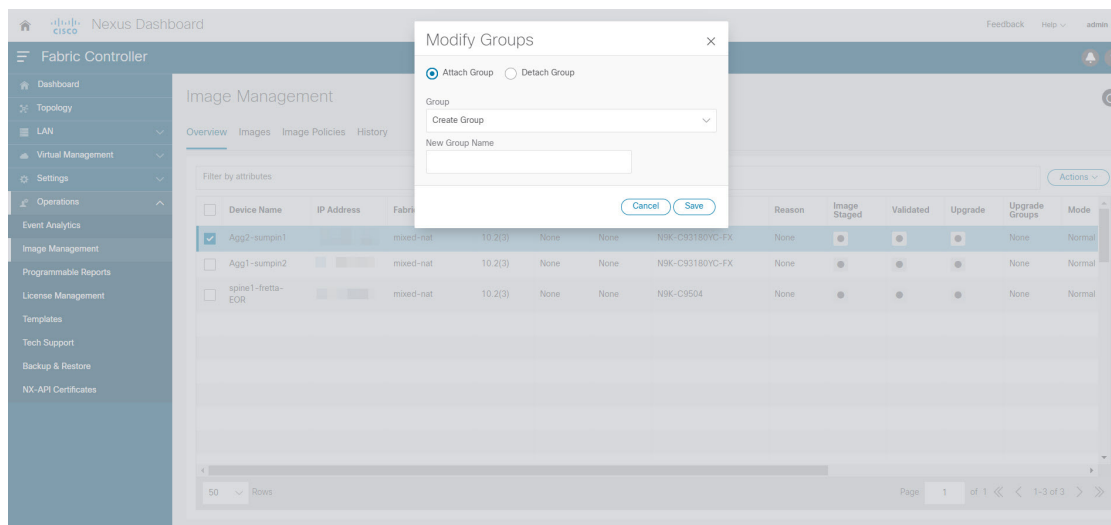 CISCO Nexus Dashboard
Feedback Help admin
Fabric Controller
Dashboard
Topology
LAN
Virtual Management
Settings
Operations
Event Analytics
Image Management
Programmable Reports
License Management
Templates
Tech Support
Backup & Restore
NX-API Certificates
Image Management
Overview Images Image Policies History
Filter by attributes
Actions
Modify Groups
Attach Group Detach Group
Group
Create Group
New Group Name
Cancel Save
Device Name IP Address Fabri Reason Image Staged Validated Upgrade Upgrade Groups Mode
Agg2-sumpin1 mixed-nat 10.2(3) None None N9K-C93180YC-FX None None Normal
Agg1-sumpin2 mixed-nat 10.2(3) None None N9K-C93180YC-FX None None Normal
spine1-fretta-EOR mixed-nat 10.2(3) None None N9K-C9504 None None Normal
50 Rows
Page 1 of 1 1-3 of 3